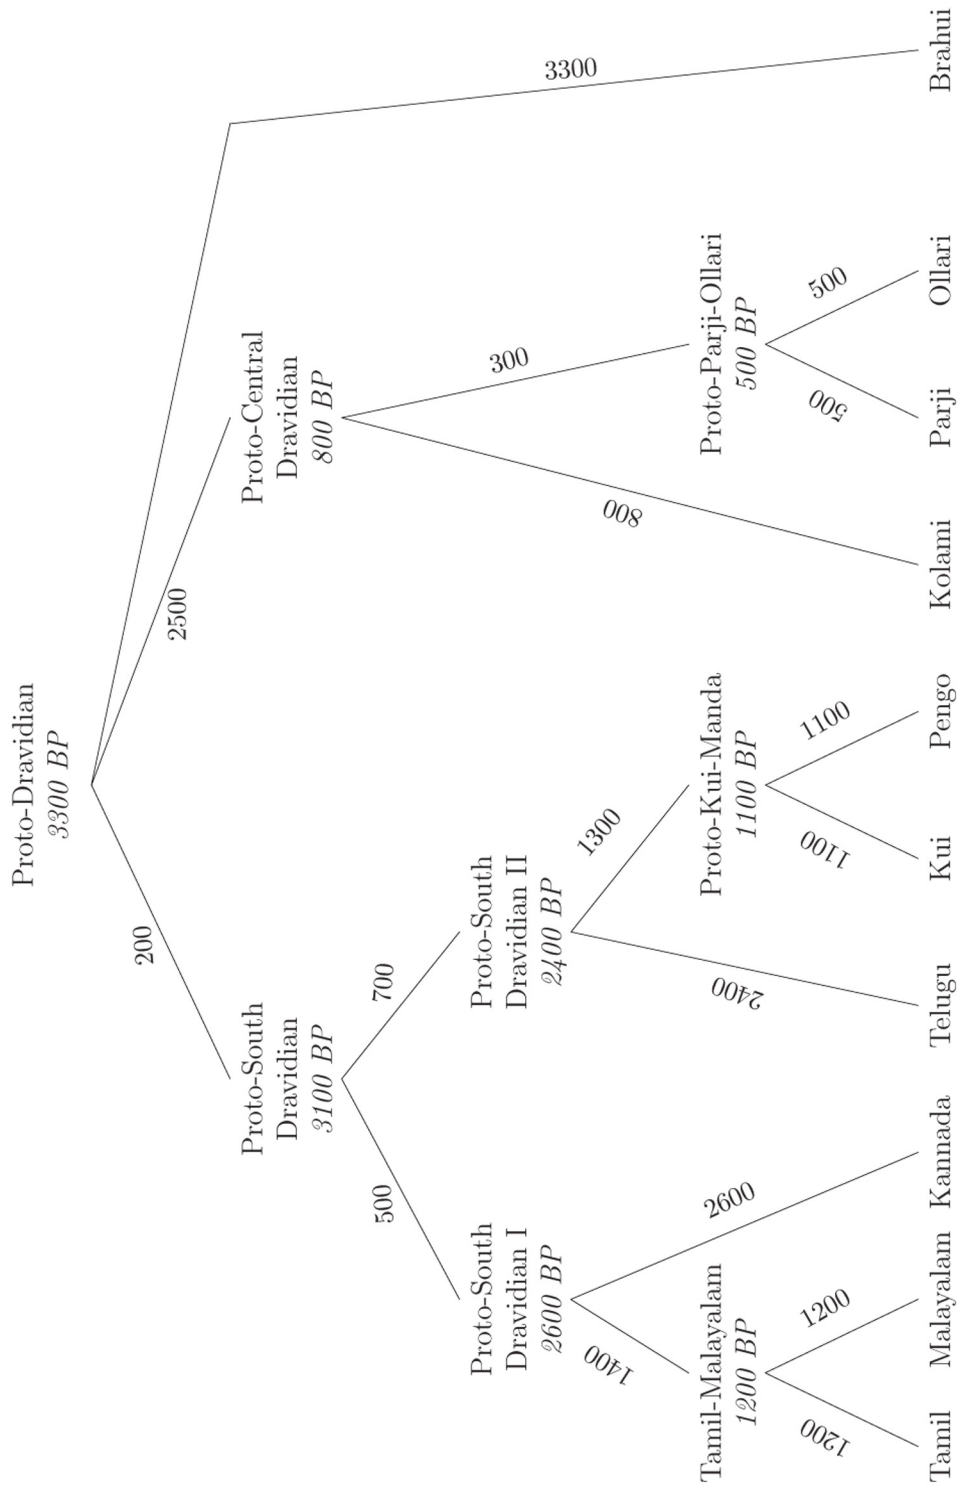 Proto-Dravidian
3300 BP
200
2500
3300
Proto-South
Dravidian
3100 BP
Proto-Central
Dravidian
800 BP
500
700
800
300
Proto-South
Dravidian I
2600 BP
Proto-South
Dravidian II
2400 BP
1400
2600
2400
1300
Tamil-Malayalam
1200 BP
Proto-Kui-Manda
1100 BP
Proto-Parji-Ollari
500 BP
1200
1200
1100
1100
500
500
Tamil
Malayalam
Kannada
Telugu
Kui
Pengo
Kolami
Parji
Ollari
Brahui